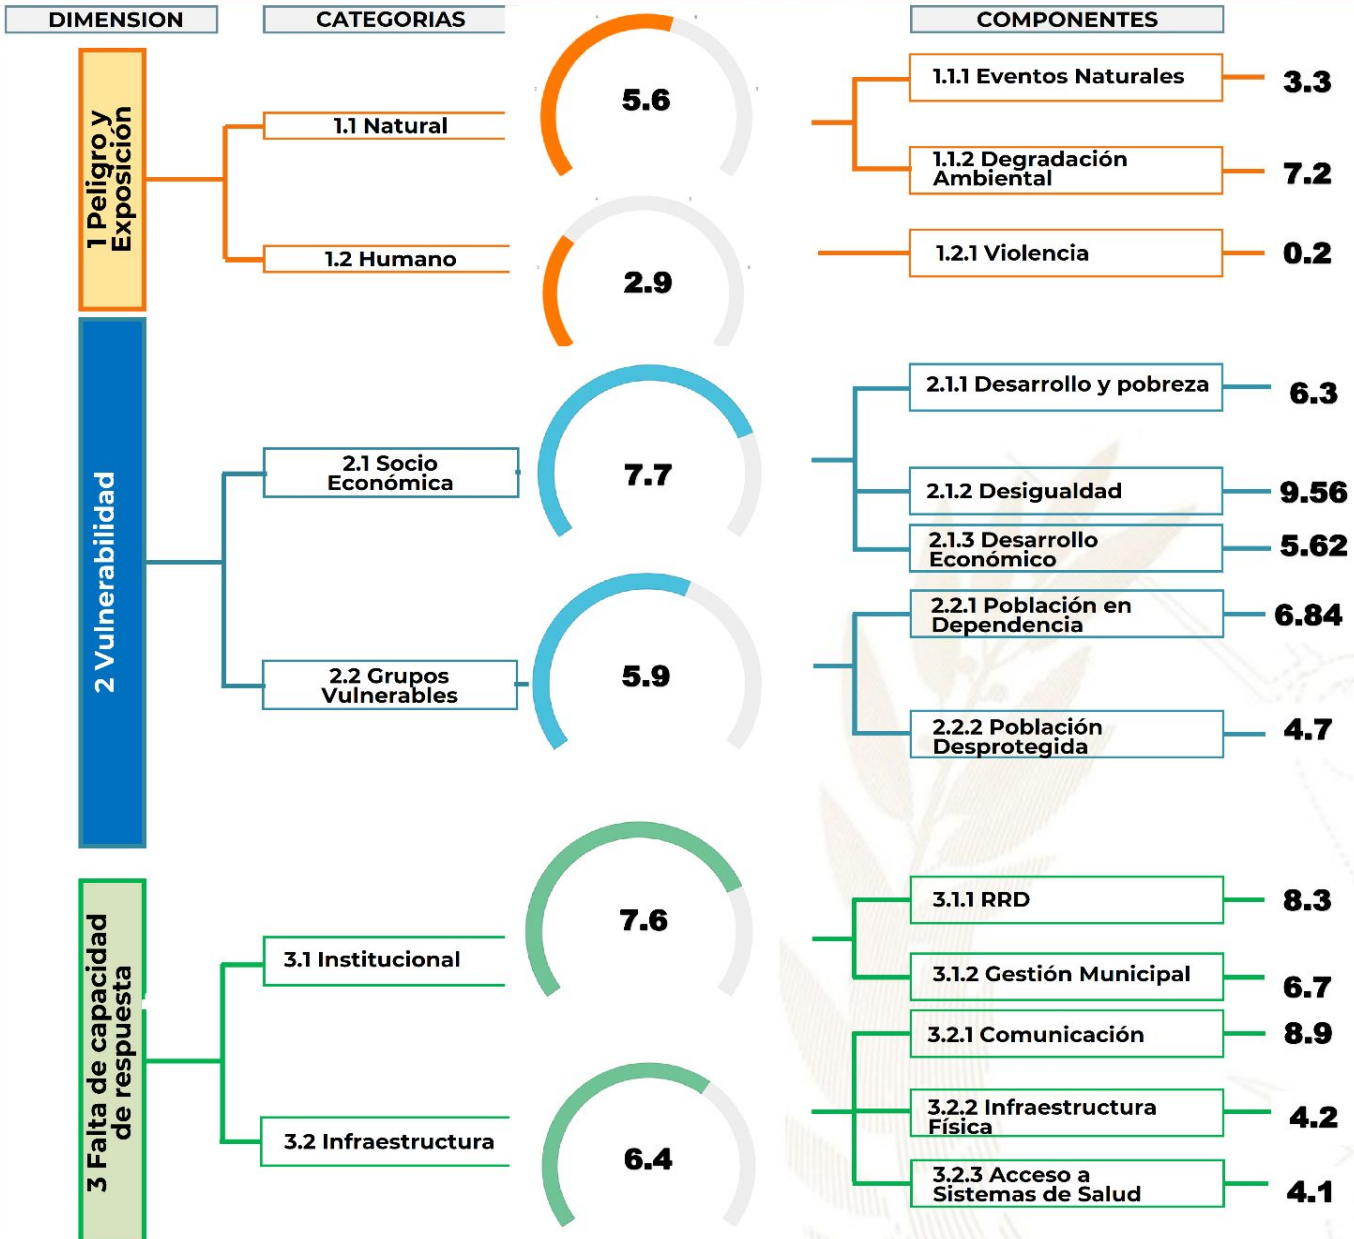 DIMENSION
CATEGORIAS
COMPONENTES
1 Peligro y
Exposición
1.1 Natural
5.6
1.1.1 Eventos Naturales
3.3
1.1.2 Degradación
Ambiental
7.2
1.2 Humano
2.9
1.2.1 Violencia
0.2
2 Vulnerabilidad
2.1 Socio
Económica
7.7
2.1.1 Desarrollo y pobreza
6.3
2.1.2 Desigualdad
9.56
2.1.3 Desarrollo
Económico
5.62
2.2 Grupos
Vulnerables
5.9
2.2.1 Población en
Dependencia
6.84
2.2.2 Población
Desprotegida
4.7
3 Falta de capacidad
de respuesta
3.1 Institucional
7.6
3.1.1 RRD
8.3
3.1.2 Gestión Municipal
6.7
3.2 Infraestructura
6.4
3.2.1 Comunicación
8.9
3.2.2 Infraestructura
Física
4.2
3.2.3 Acceso a
Sistemas de Salud
4.1